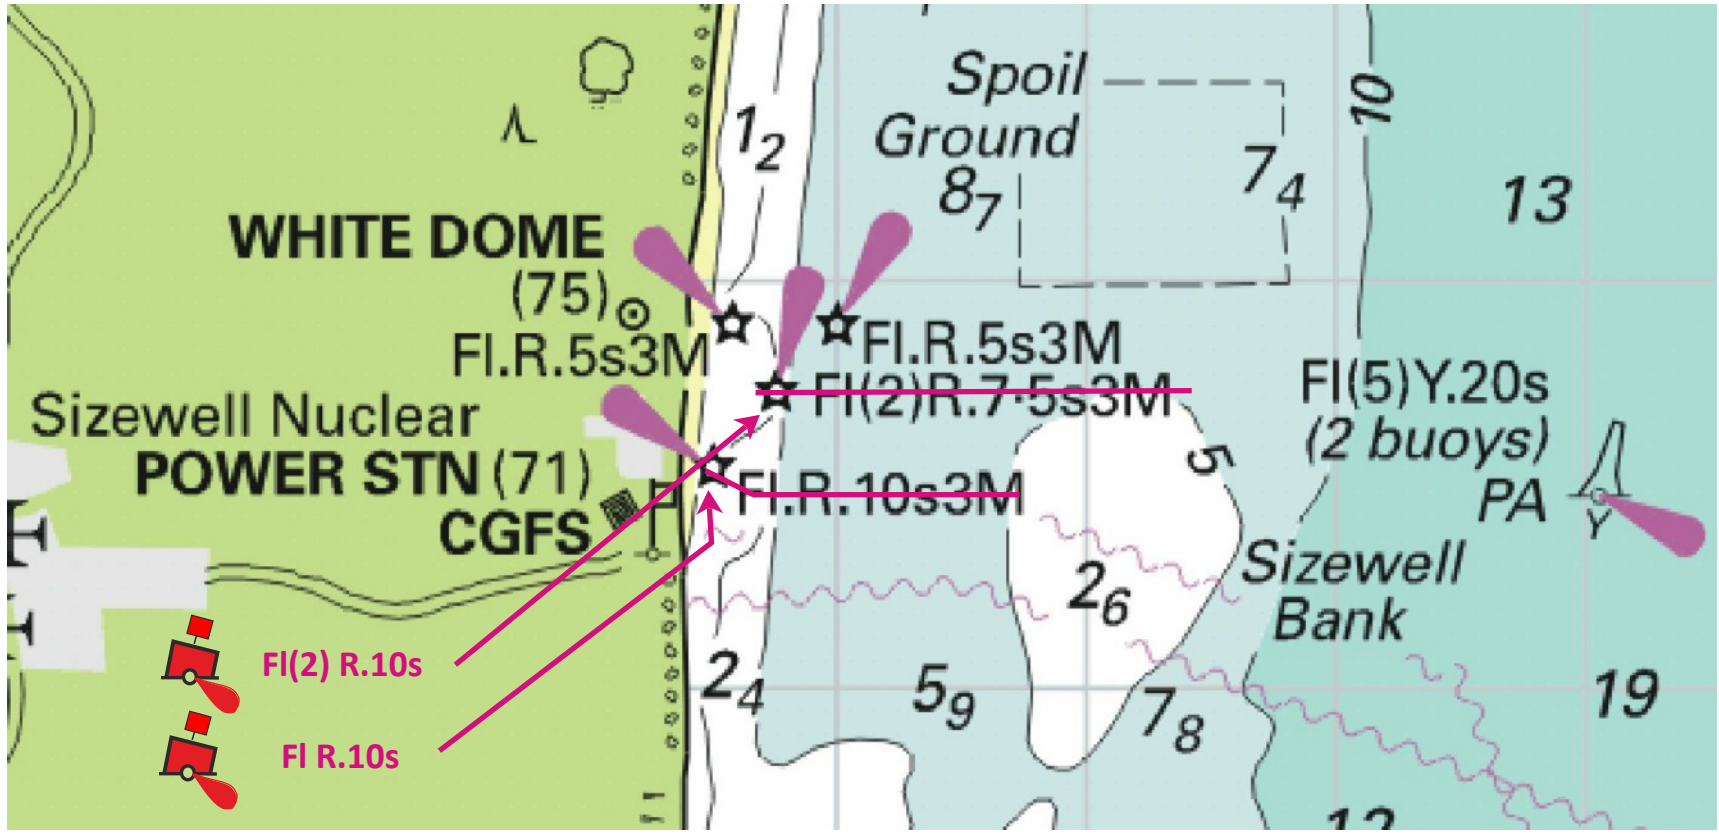 Spoil
Ground
10
1₂
8₇
7₄
13
WHITE DOME
(75)
Fl.R.5s3M
Fl.R.5s3M
Fl(2)R.7·5s3M
Fl(5)Y.20s
(2 buoys)
PA
Y
Sizewell Nuclear
POWER STN (71)
CGFS
Fl.R.10s3M
5
2₆
Sizewell
Bank
Fl(2) R.10s
Fl R.10s
2₄
5₉
7₈
19
12